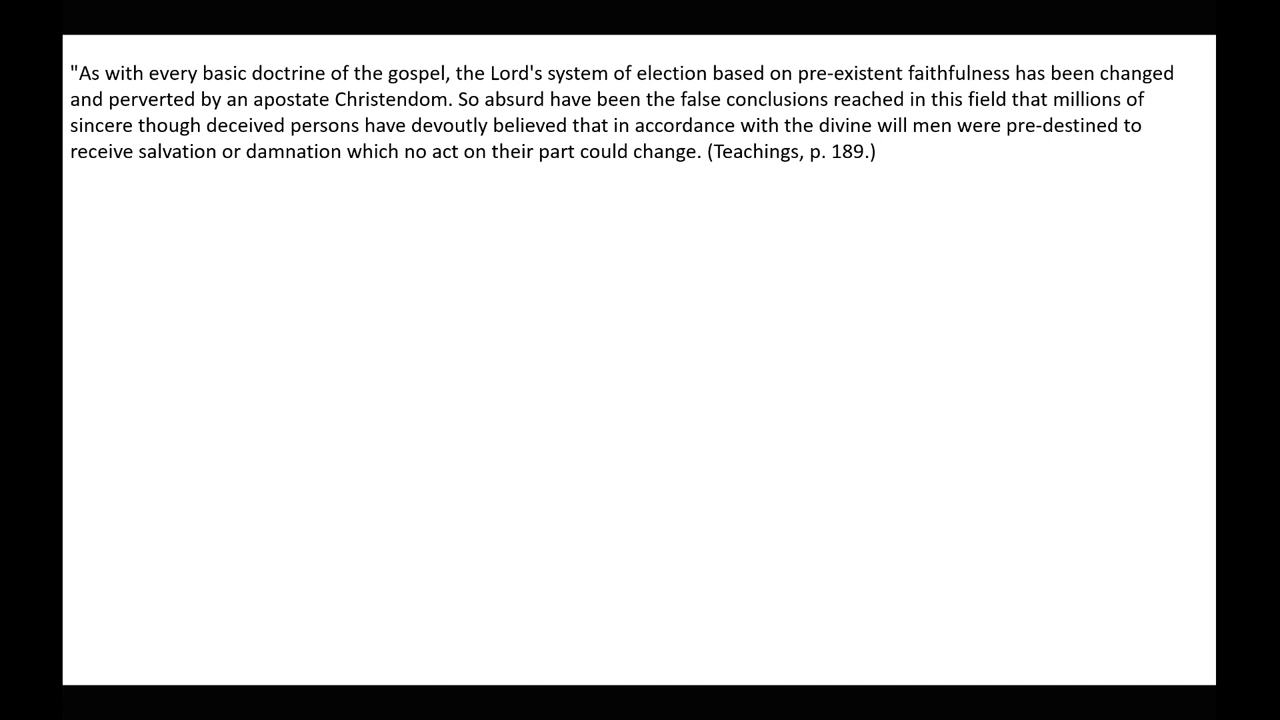 "As with every basic doctrine of the gospel, the Lord's system of election based on pre-existent faithfulness has been changed
and perverted by an apostate Christendom. So absurd have been the false conclusions reached in this field that millions of
sincere though deceived persons have devoutly believed that in accordance with the divine will men were pre-destined to
receive salvation or damnation which no act on their part could change. (Teachings, p. 189.)